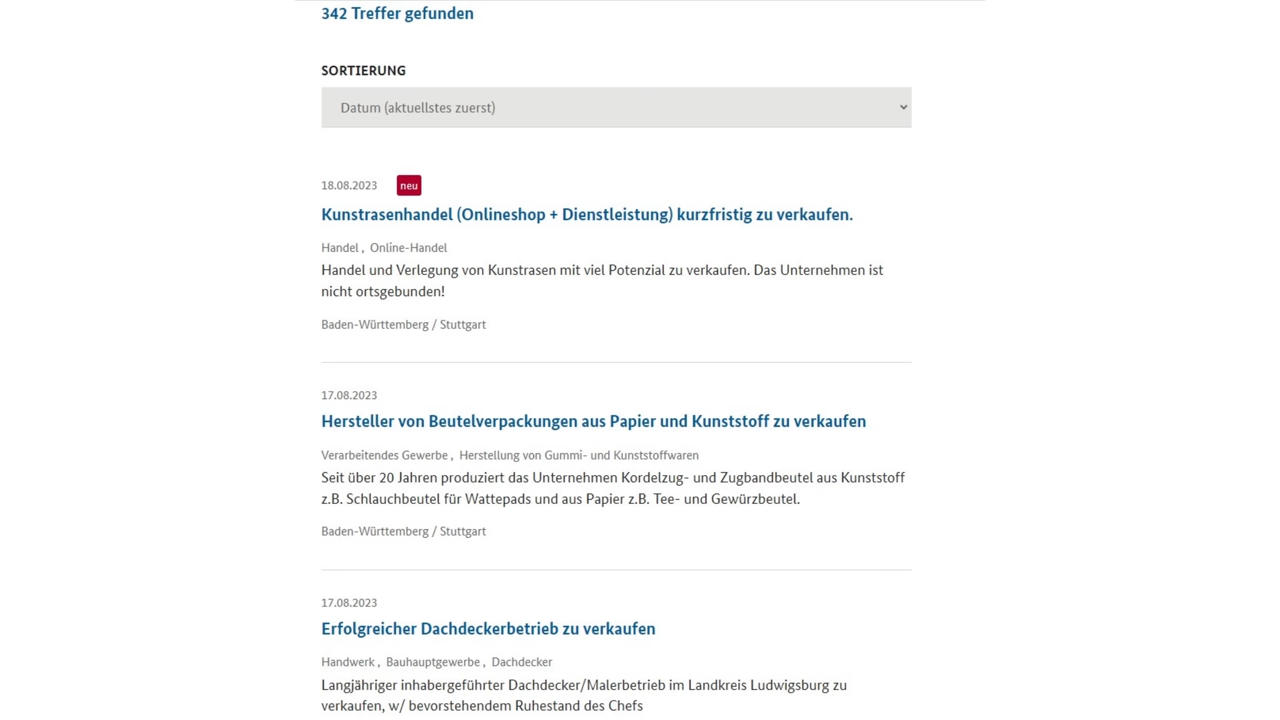 342 Treffer gefunden
SORTIERUNG
Datum (aktuellstes zuerst)
18.08.2023 neu
Kunstrasenhandel (Onlineshop + Dienstleistung) kurzfristig zu verkaufen.
Handel , Online-Handel
Handel und Verlegung von Kunstrasen mit viel Potenzial zu verkaufen. Das Unternehmen ist
nicht ortsgebunden!
Baden-Württemberg / Stuttgart
17.08.2023
Hersteller von Beutelverpackungen aus Papier und Kunststoff zu verkaufen
Verarbeitendes Gewerbe , Herstellung von Gummi- und Kunststoffwaren
Seit über 20 Jahren produziert das Unternehmen Kordelzug- und Zugbandbeutel aus Kunststoff
z.B. Schlauchbeutel für Wattepads und aus Papier z.B. Tee- und Gewürzbeutel.
Baden-Württemberg / Stuttgart
17.08.2023
Erfolgreicher Dachdeckerbetrieb zu verkaufen
Handwerk , Bauhauptgewerbe , Dachdecker
Langjähriger inhabergeführter Dachdecker/Malerbetrieb im Landkreis Ludwigsburg zu
verkaufen, w/ bevorstehendem Ruhestand des Chefs